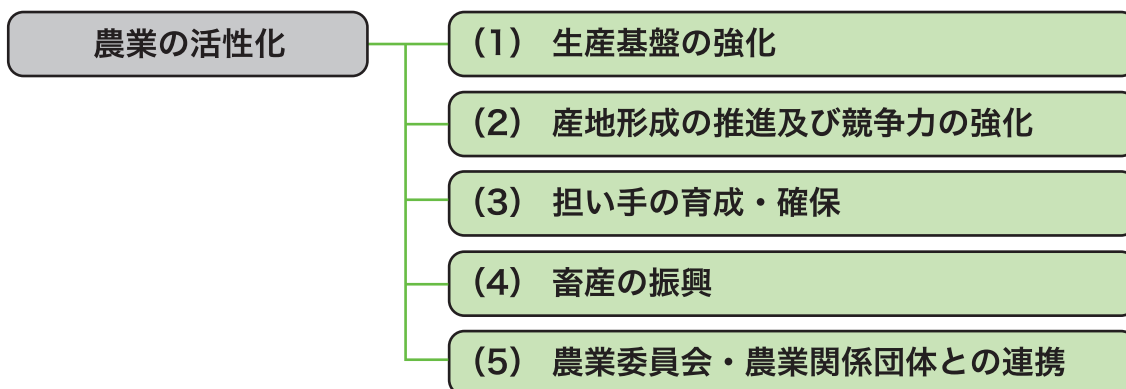 農業の活性化
(1) 生産基盤の強化
(2) 産地形成の推進及び競争力の強化
(3) 担い手の育成・確保
(4) 畜産の振興
(5) 農業委員会・農業関係団体との連携